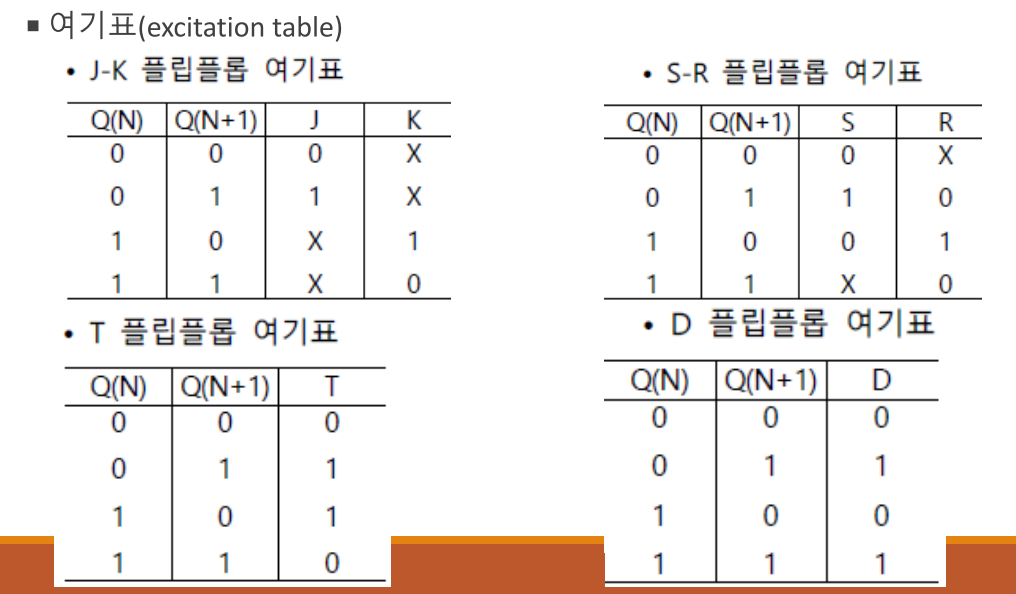 ▪ 여기표(excitation table)
• J-K 플립플롭 여기표
Q(N) Q(N+1) J K
0 0 0 X
0 1 1 X
1 0 X 1
1 1 X 0
• S-R 플립플롭 여기표
Q(N) Q(N+1) S R
0 0 0 X
0 1 1 0
1 0 0 1
1 1 X 0
• T 플립플롭 여기표
Q(N) Q(N+1) T
0 0 0
0 1 1
1 0 1
1 1 0
• D 플립플롭 여기표
Q(N) Q(N+1) D
0 0 0
0 1 1
1 0 0
1 1 1